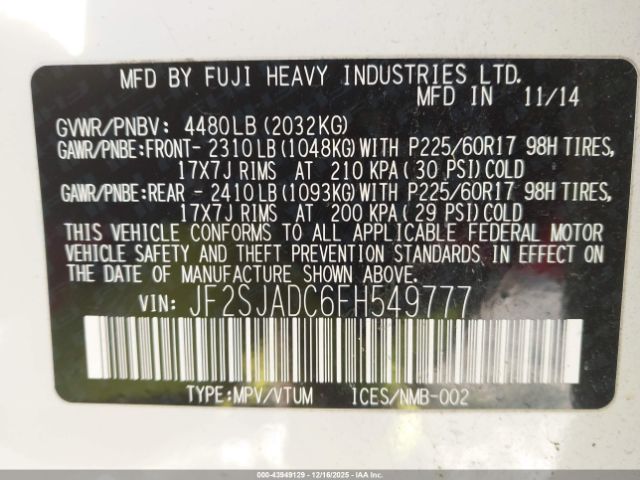 MFD BY FUJI HEAVY INDUSTRIES LTD.
MFD IN 11/14
GVWR/PNBV: 4480LB(2032KG)
GAWR/PNBE:FRONT- 2310LB(1048KG)WITH P225/60R17 98H TIRES,
17X7J RIMS AT 210 KPA(30 PSI)COLD
GAWR/PNBE:REAR - 2410LB(1093KG)WITH P225/60R17 98H TIRES,
17X7J RIMS AT 200 KPA(29 PSI)COLD
THIS VEHICLE CONFORMS TO ALL APPLICABLE FEDERAL MOTOR
VEHICLE SAFETY AND THEFT PREVENTION STANDARDS IN EFFECT ON
THE DATE OF MANUFACTURE SHOWN ABOVE.
VIN: JF2SJADC6FH549777
TYPE:MPV/VTUM ICES/NMB-002
000-43949129 - 12/16/2025 - IAAI.COM